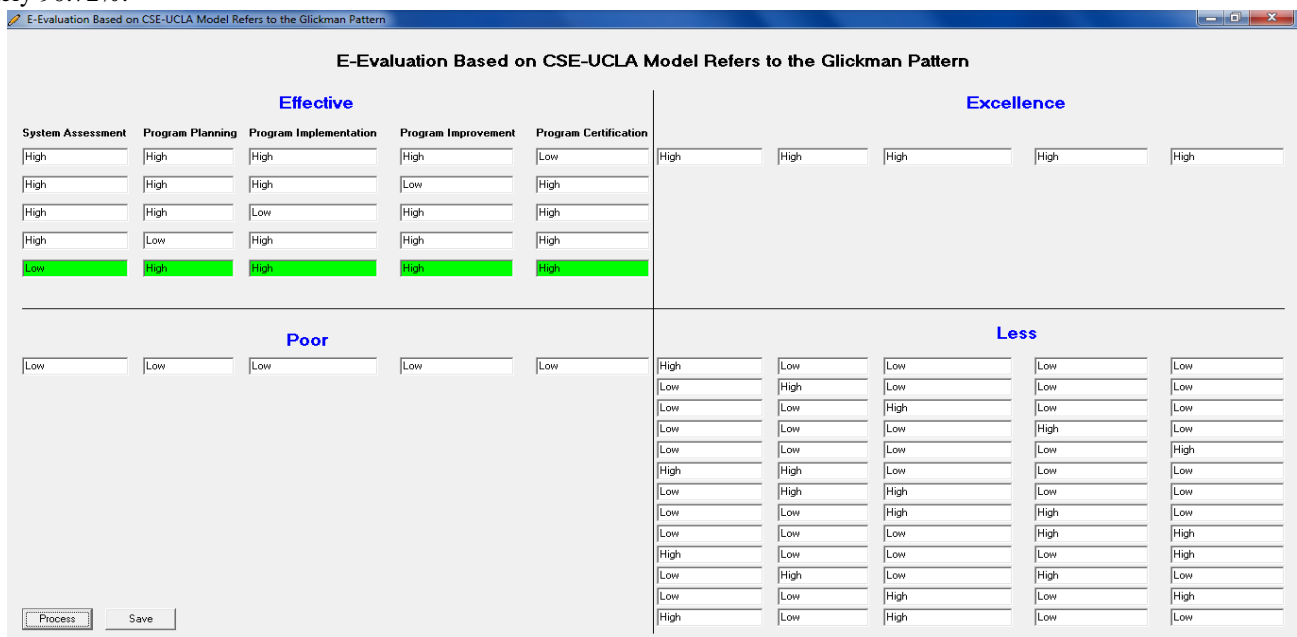 E-Evaluation Based on CSE-UCLA Model Refers to the Glickman Pattern
E-Evaluation Based on CSE-UCLA Model Refers to the Glickman Pattern
Effective
System Assessment Program Planning Program Implementation Program Improvement Program Certification
High High High High Low
High High High Low High
High High Low High High
High Low High High High
Low High High High High
Excellence
High High High High High
Poor
Low Low Low Low Low
Less
High Low Low Low Low
Low High Low Low Low
Low Low High Low Low
Low Low Low High Low
Low Low Low Low High
High High Low Low Low
Low High High Low Low
Low Low High High Low
Low Low Low High High
High Low Low Low High
Low High Low High Low
Low Low High Low High
High Low High Low Low
Process Save